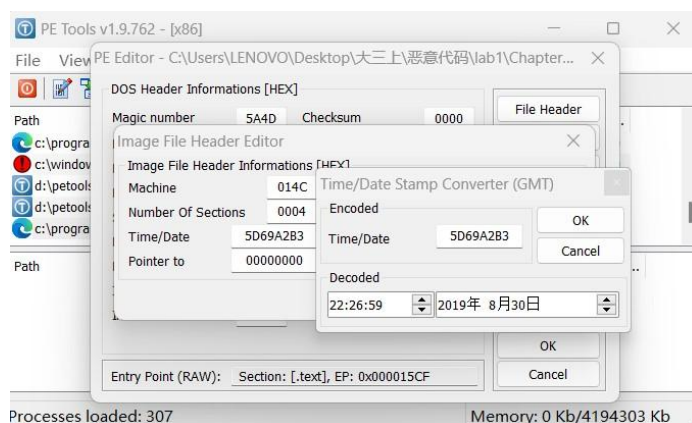 PE Tools v1.9.762 - [x86]
File View
PE Editor - C:\Users\LENOVO\Desktop\大三上\恶意代码\lab1\Chapter...
DOS Header Informations [HEX]
Magic number 5A4D Checksum 0000
File Header
Path
c:\progra
c:\window
d:\petools
d:\petools
c:\progra
Image File Header Editor
Image File Header Informations [HEX]
Machine 014C
Number Of Sections 0004
Time/Date 5D69A2B3
Pointer to 00000000
Time/Date Stamp Converter (GMT)
Encoded
Time/Date 5D69A2B3
OK
Cancel
Decoded
22:26:59 2019年 8月30日
Path
OK
Cancel
Entry Point (RAW): Section: [.text], EP: 0x000015CF
Processes loaded: 307 Memory: 0 Kb/4194303 Kb